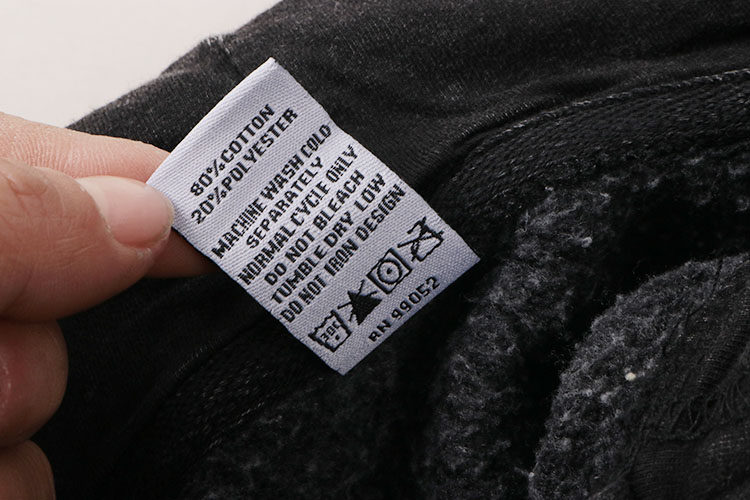 80%COTTON
20%POLYESTER
MACHINE WASH COLD
SEPARATELY
NORMAL CYCLE ONLY
DO NOT BLEACH
TUMBLE DRY LOW
DO NOT IRON DESIGN
30C
RN 99052